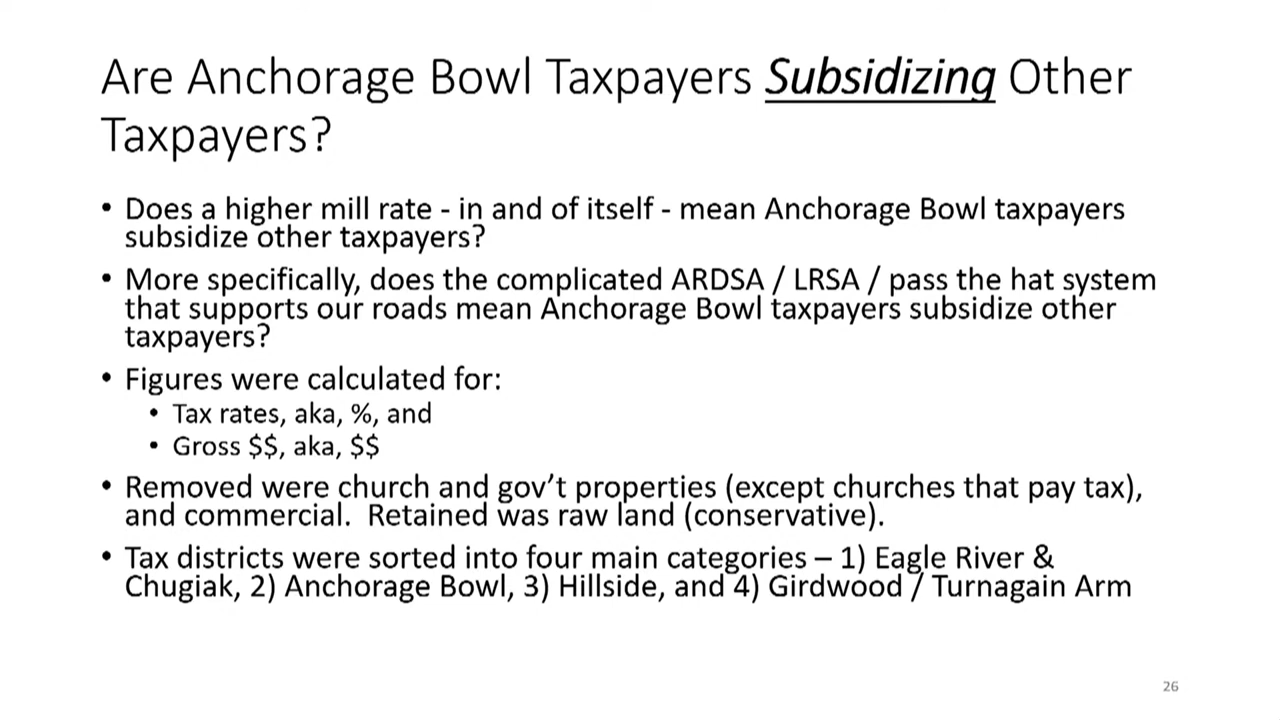 Are Anchorage Bowl Taxpayers Subsidizing Other
Taxpayers?
• Does a higher mill rate - in and of itself - mean Anchorage Bowl taxpayers
subsidize other taxpayers?
• More specifically, does the complicated ARDSA / LRSA / pass the hat system
that supports our roads mean Anchorage Bowl taxpayers subsidize other
taxpayers?
• Figures were calculated for:
• Tax rates, aka, %, and
• Gross $$, aka, $$
• Removed were church and gov’t properties (except churches that pay tax),
and commercial.  Retained was raw land (conservative).
• Tax districts were sorted into four main categories – 1) Eagle River &
Chugiak, 2) Anchorage Bowl, 3) Hillside, and 4) Girdwood / Turnagain Arm
26